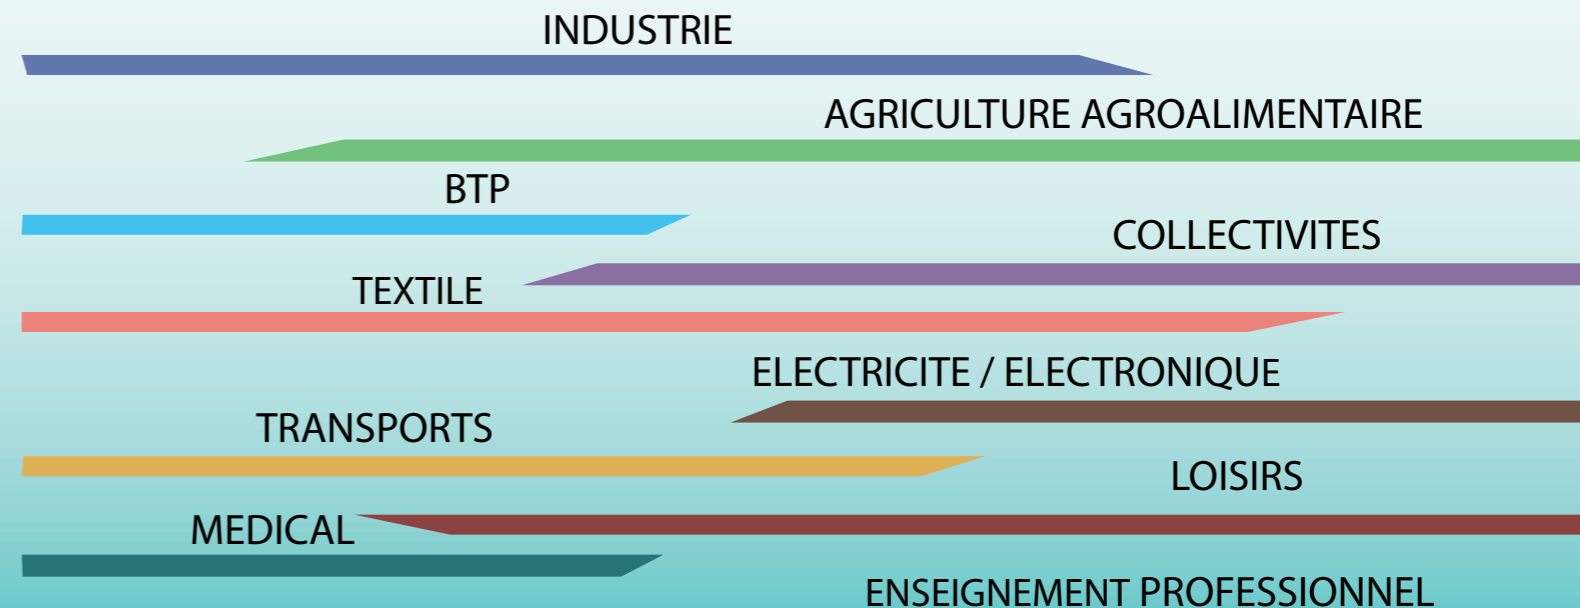 INDUSTRIE
AGRICULTURE AGROALIMENTAIRE
BTP
COLLECTIVITES
TEXTILE
ELECTRICITE / ELECTRONIQUE
TRANSPORTS
LOISIRS
MEDICAL
ENSEIGNEMENT PROFESSIONNEL